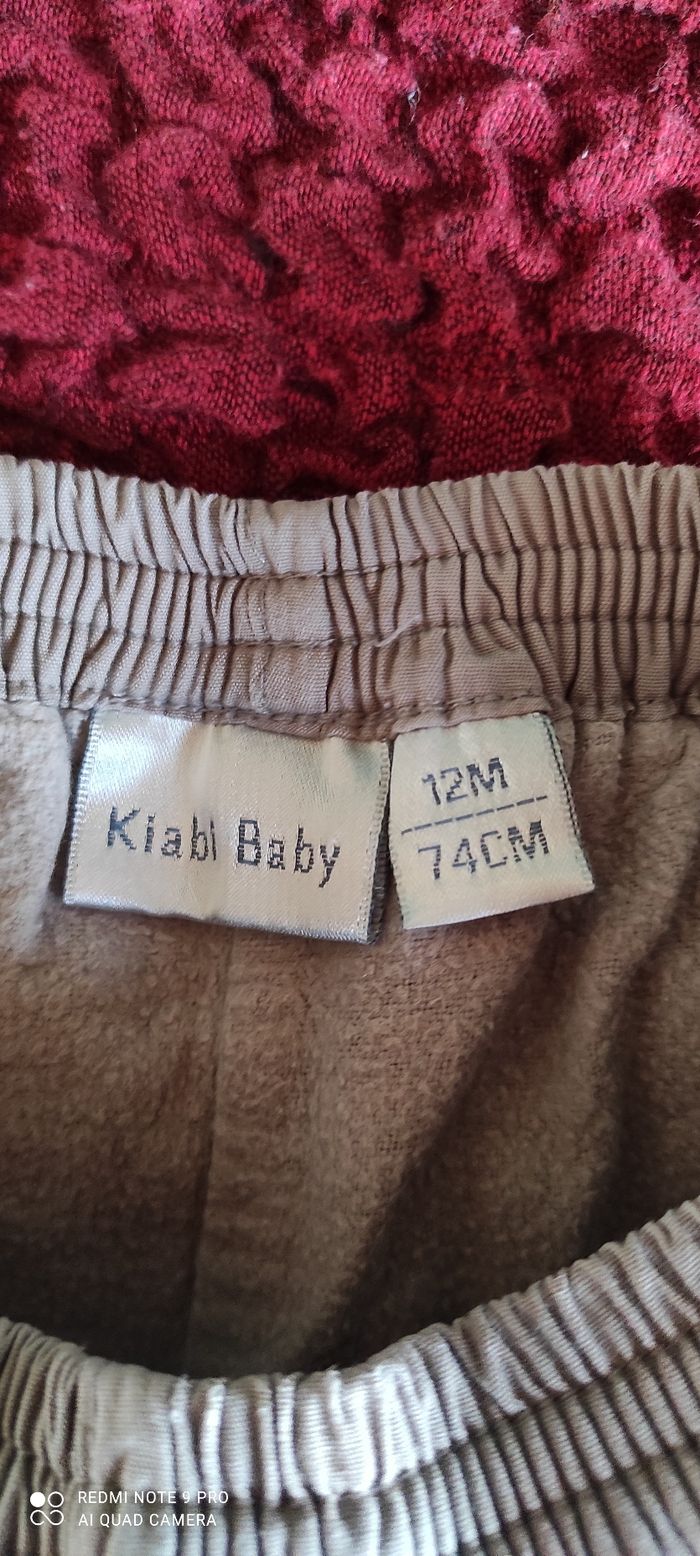 Kiabi Baby
12M
74CM
REDMI NOTE 9 PRO
AI QUAD CAMERA